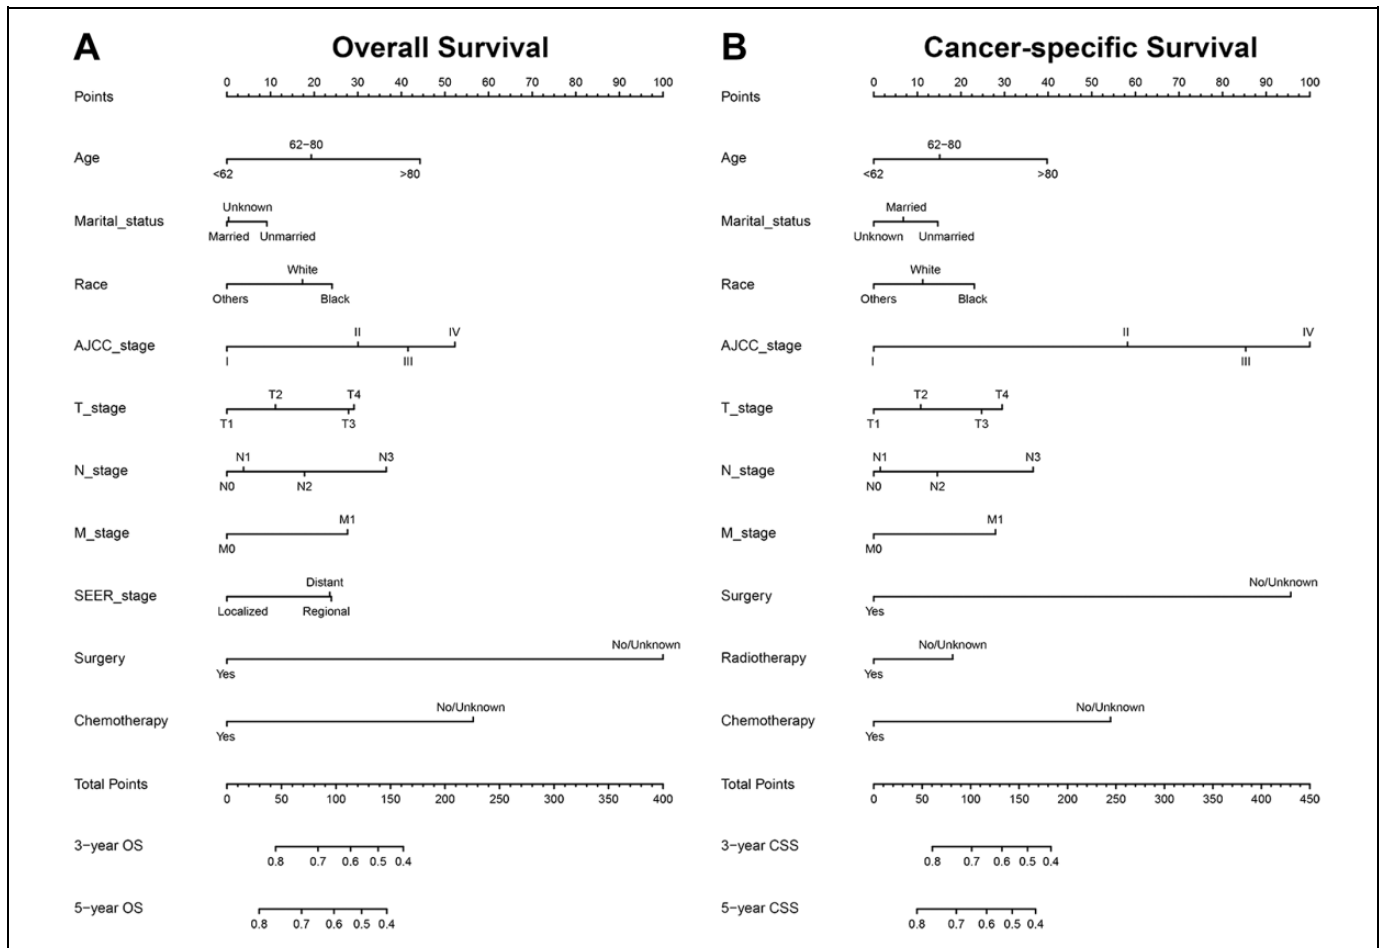 A Overall Survival
Points 0 10 20 30 40 50 60 70 80 90 100
62−80
Age
<62 >80
Unknown
Marital_status
Married Unmarried
White
Race
Others Black
II IV
AJCC_stage
I III
T2 T4
T_stage
T1 T3
N1 N3
N_stage
N0 N2
M1
M_stage
M0
Distant
SEER_stage
Localized Regional
No/Unknown
Surgery
Yes
No/Unknown
Chemotherapy
Yes
Total Points
0 50 100 150 200 250 300 350 400
3−year OS
0.8 0.7 0.6 0.5 0.4
5−year OS
0.8 0.7 0.6 0.5 0.4
B Cancer-specific Survival
Points 0 10 20 30 40 50 60 70 80 90 100
62−80
Age
<62 >80
Married
Marital_status
Unknown Unmarried
White
Race
Others Black
II IV
AJCC_stage
I III
T2 T4
T_stage
T1 T3
N1 N3
N_stage
N0 N2
M1
M_stage
M0
No/Unknown
Surgery
Yes
No/Unknown
Radiotherapy
Yes
No/Unknown
Chemotherapy
Yes
Total Points
0 50 100 150 200 250 300 350 400 450
3−year CSS
0.8 0.7 0.6 0.5 0.4
5−year CSS
0.8 0.7 0.6 0.5 0.4